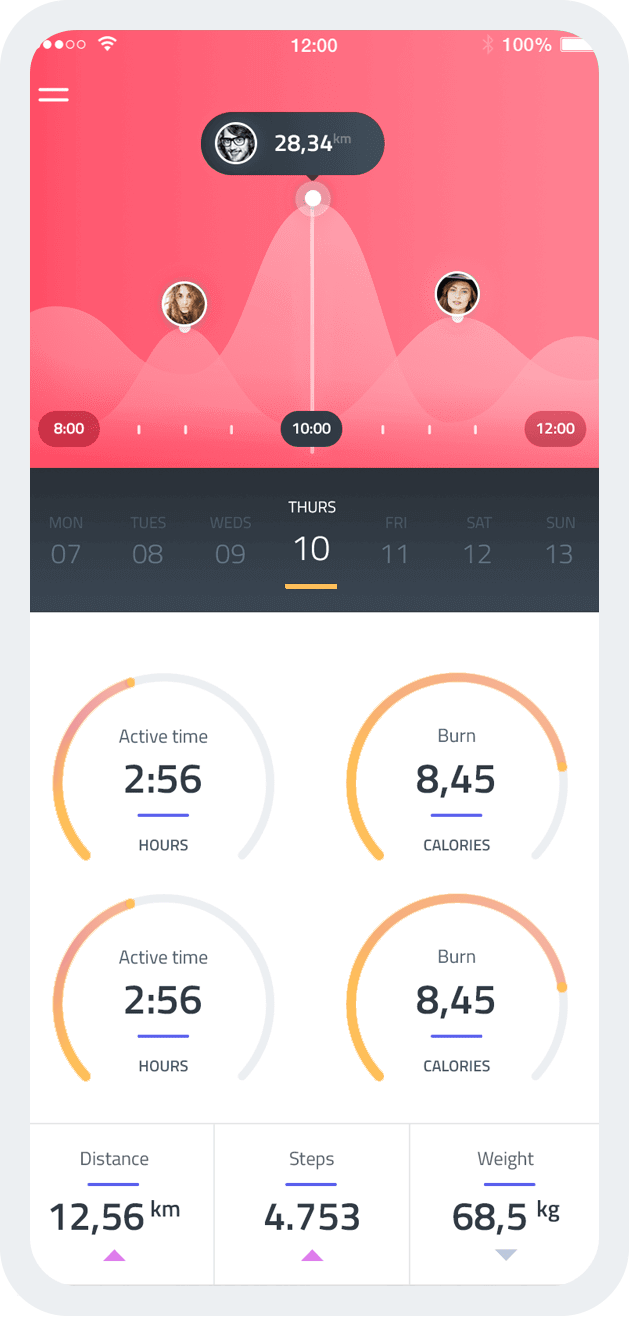 12:00 100%
28,34 km
8:00 10:00 12:00
MON TUES WEDS THURS FRI SAT SUN
07 08 09 10 11 12 13
Active time Burn
2:56 8,45
HOURS CALORIES
Active time Burn
2:56 8,45
HOURS CALORIES
Distance Steps Weight
12,56 km 4.753 68,5 kg